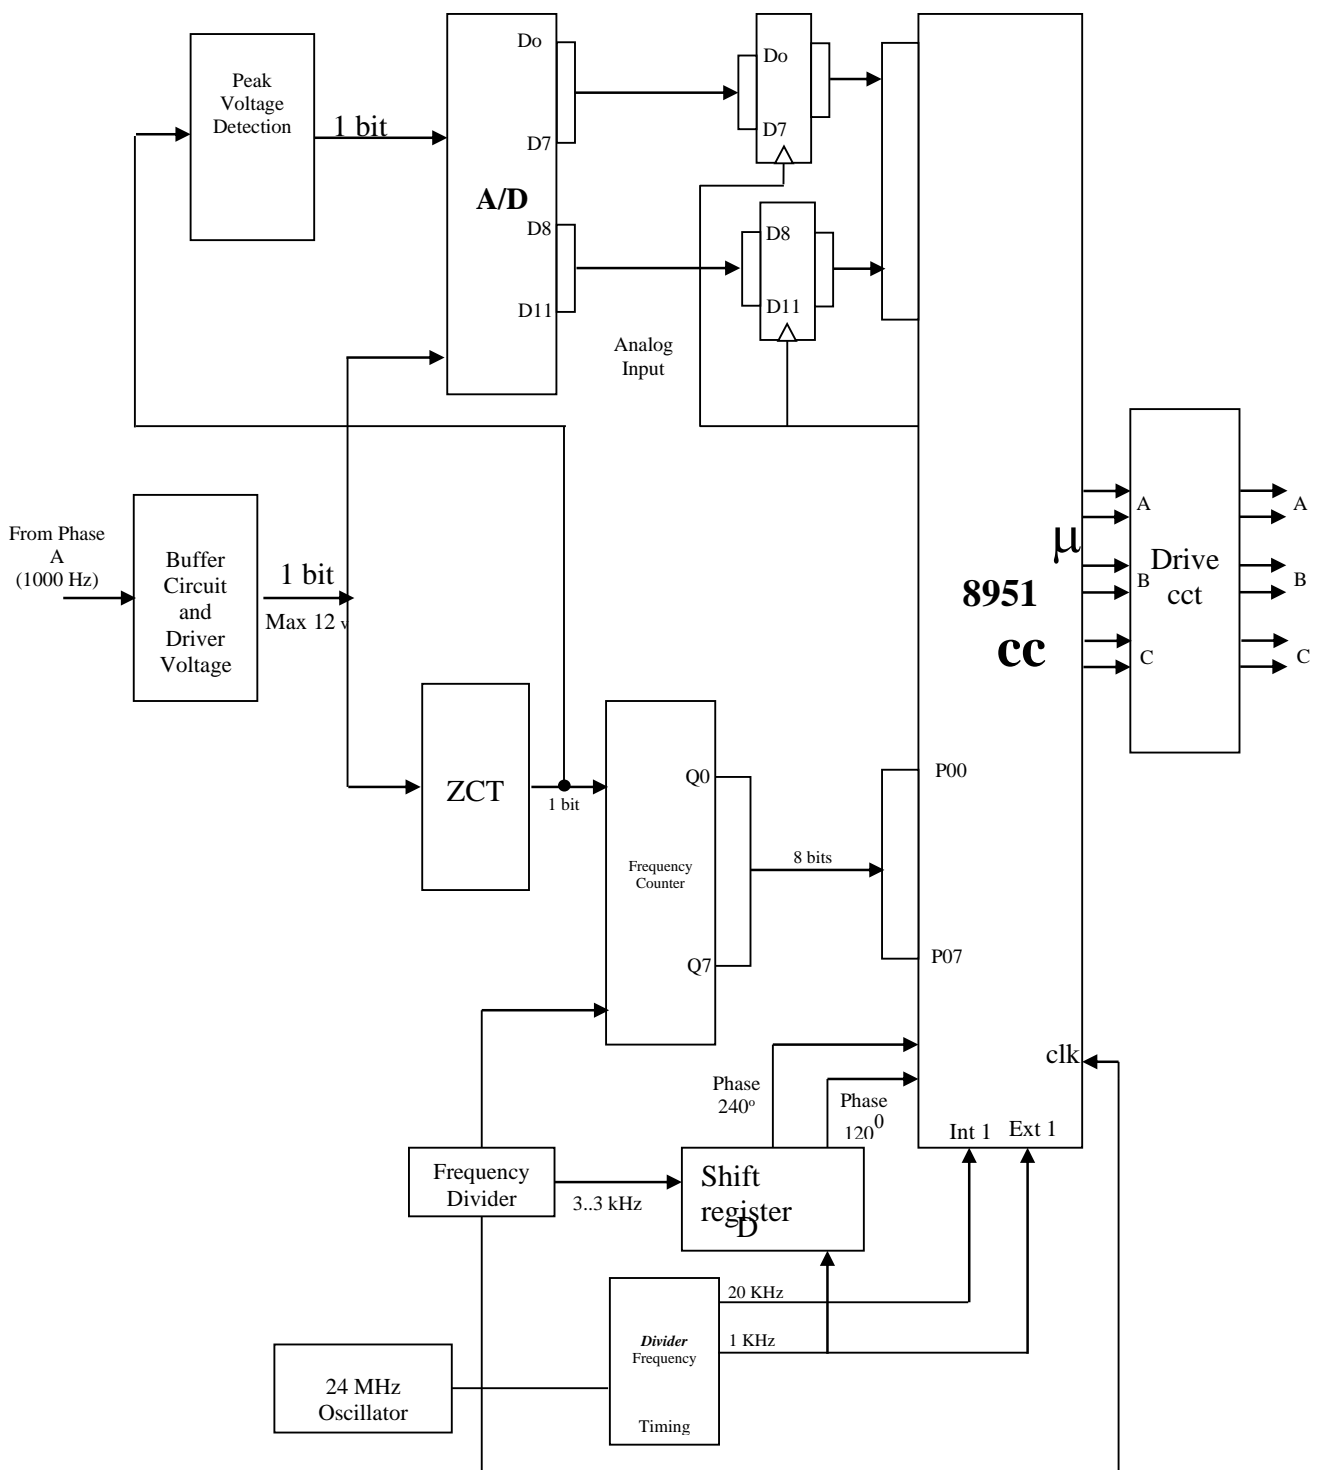 Peak
Voltage
Detection
1 bit
Do
D7
A/D
D8
D11
Do
D7
D8
D11
Analog
Input
From Phase
A
(1000 Hz)
Buffer
Circuit
and
Driver
Voltage
1 bit
Max 12 v
ZCT
1 bit
Q0
Frequency
Counter
Q7
8 bits
P00
P07
μ
8951
cc
A
B
C
Drive
cct
A
B
C
clk
Int 1
Ext 1
Phase
240o
Phase
1200
Frequency
Divider
3..3 kHz
Shift
register
D
20 KHz
1 KHz
Divider
Frequency
Timing
24 MHz
Oscillator